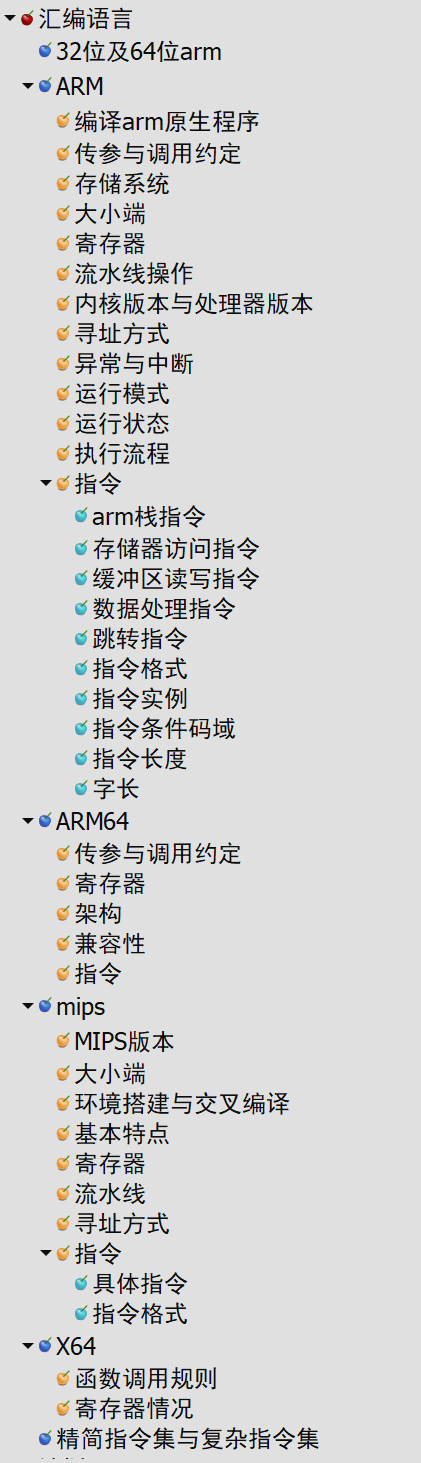 汇编语言
32位及64位arm
ARM
编译arm原生程序
传参与调用约定
存储系统
大小端
寄存器
流水线操作
内核版本与处理器版本
寻址方式
异常与中断
运行模式
运行状态
执行流程
指令
arm栈指令
存储器访问指令
缓冲区读写指令
数据处理指令
跳转指令
指令格式
指令实例
指令条件码域
指令长度
字长
ARM64
传参与调用约定
寄存器
架构
兼容性
指令
mips
MIPS版本
大小端
环境搭建与交叉编译
基本特点
寄存器
流水线
寻址方式
指令
具体指令
指令格式
X64
函数调用规则
寄存器情况
精简指令集与复杂指令集